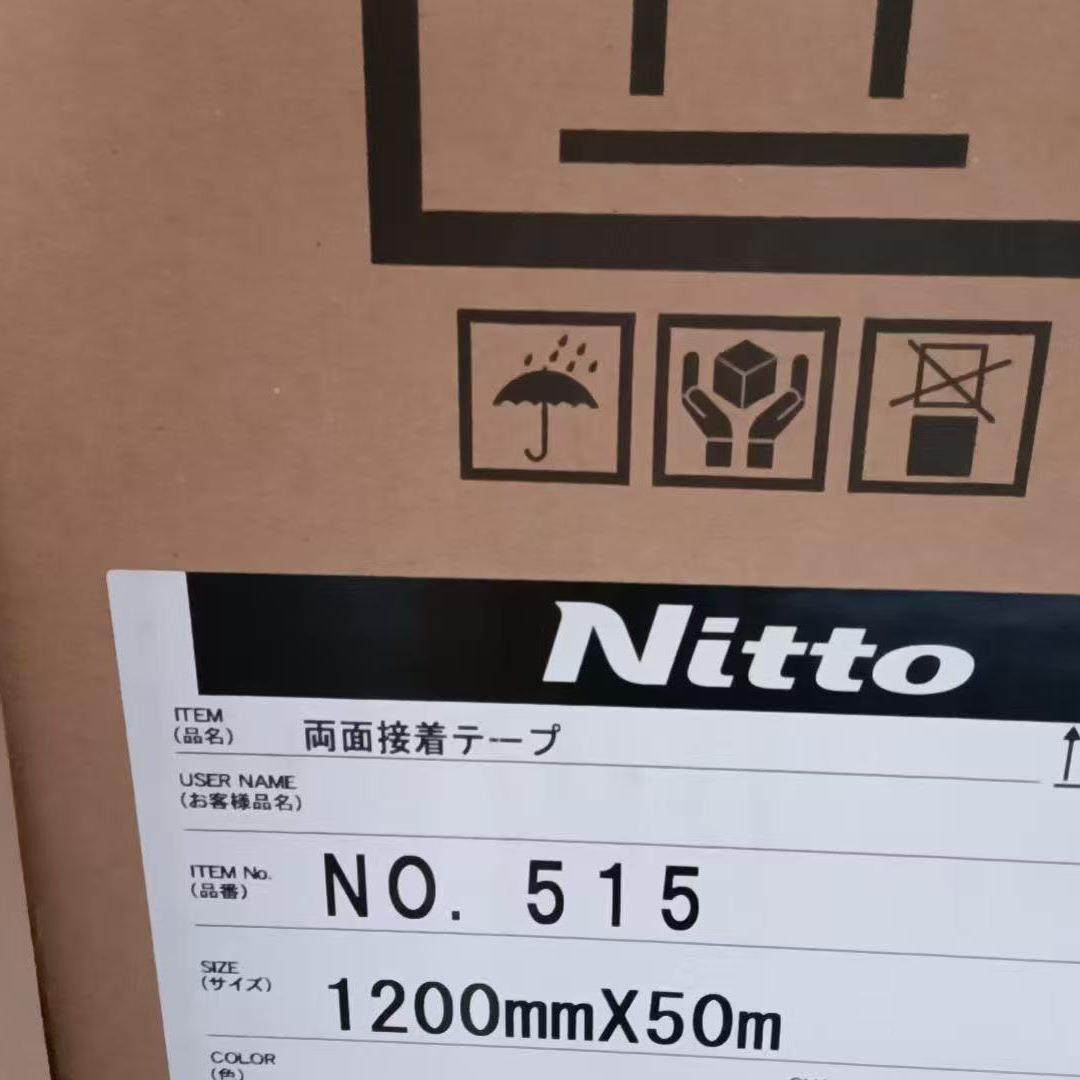 Nitto
ITEM
(品名)
両面接着テープ
USER NAME
(お客様品名)
ITEM No.
(品番)
NO. 515
SIZE
(サイズ)
1200mmX50m
COLOR
(色)